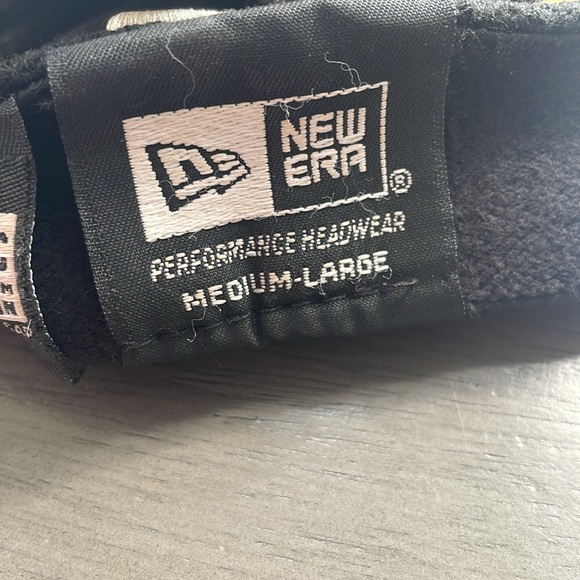 NEW
ERA
®
PERFORMANCE HEADWEAR
MEDIUM-LARGE